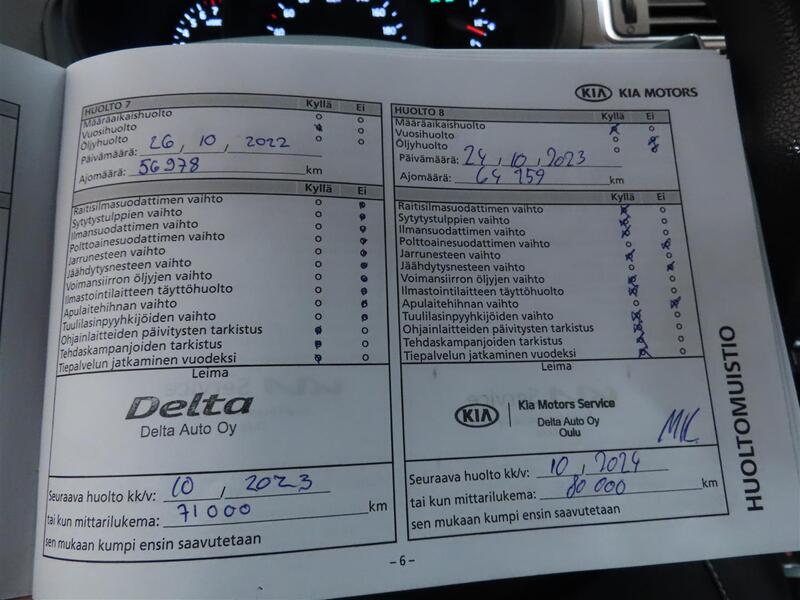 KIA KIA MOTORS
HUOLTO 7 Kyllä Ei
Määräaikaishuolto
Vuosihuolto
Öljyhuolto
Päivämäärä: 26, 10, 2022
Ajomäärä: 56978 km
Kyllä Ei
Raitisilmasuodattimen vaihto
Sytytystulppien vaihto
Ilmansuodattimen vaihto
Polttoainesuodattimen vaihto
Jarrunesteen vaihto
Jäähdytysnesteen vaihto
Voimansiirron öljyjen vaihto
Ilmastointilaitteen täyttöhuolto
Apulaitehihnan vaihto
Tuulilasinpyyhkijöiden vaihto
Ohjainlaitteiden päivitysten tarkistus
Tehdaskampanjoiden tarkistus
Tiepalvelun jatkaminen vuodeksi
Leima
Delta
Delta Auto Oy
Seuraava huolto kk/v: 10, 2023
tai kun mittarilukema: 71000 km
sen mukaan kumpi ensin saavutetaan
HUOLTO 8 Kyllä Ei
Määräaikaishuolto
Vuosihuolto
Öljyhuolto
Päivämäärä: 24, 10, 2023
Ajomäärä: 64 759 km
Kyllä Ei
Raitisilmasuodattimen vaihto
Sytytystulppien vaihto
Ilmansuodattimen vaihto
Polttoainesuodattimen vaihto
Jarrunesteen vaihto
Jäähdytysnesteen vaihto
Voimansiirron öljyjen vaihto
Ilmastointilaitteen täyttöhuolto
Apulaitehihnan vaihto
Tuulilasinpyyhkijöiden vaihto
Ohjainlaitteiden päivitysten tarkistus
Tehdaskampanjoiden tarkistus
Tiepalvelun jatkaminen vuodeksi
Leima
KIA Kia Motors Service
Delta Auto Oy
Oulu
MK
Seuraava huolto kk/v: 10, 2024
tai kun mittarilukema: 80 000 km
sen mukaan kumpi ensin saavutetaan
HUOLTOMUISTIO
-6-